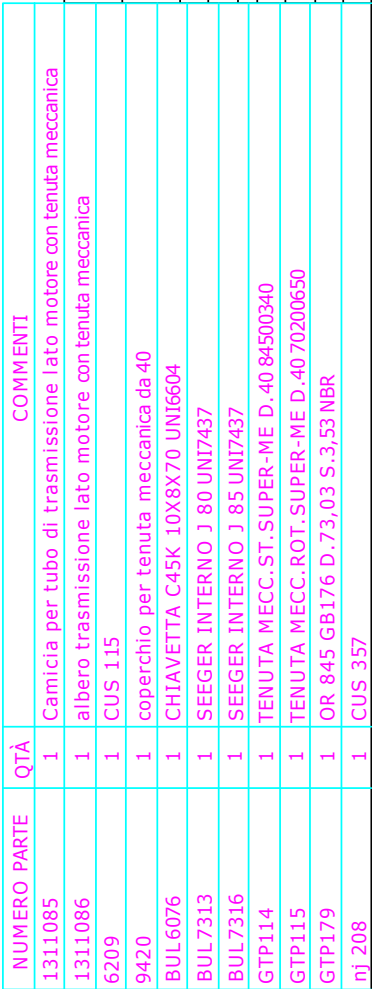 NUMERO PARTE QTÀ COMMENTI
1311085 1 Camicia per tubo di trasmissione lato motore con tenuta meccanica
1311086 1 albero trasmissione lato motore con tenuta meccanica
6209 1 CUS 115
9420 1 coperchio per tenuta meccanica da 40
BUL6076 1 CHIAVETTA C45K 10X8X70 UNI6604
BUL7313 1 SEEGER INTERNO J 80 UNI7437
BUL7316 1 SEEGER INTERNO J 85 UNI7437
GTP114 1 TENUTA MECC.ST.SUPER-ME D.40 84500340
GTP115 1 TENUTA MECC.ROT.SUPER-ME D.40 70200650
GTP179 1 OR 845 GB176 D.73,03 S.3,53 NBR
nj 208 1 CUS 357